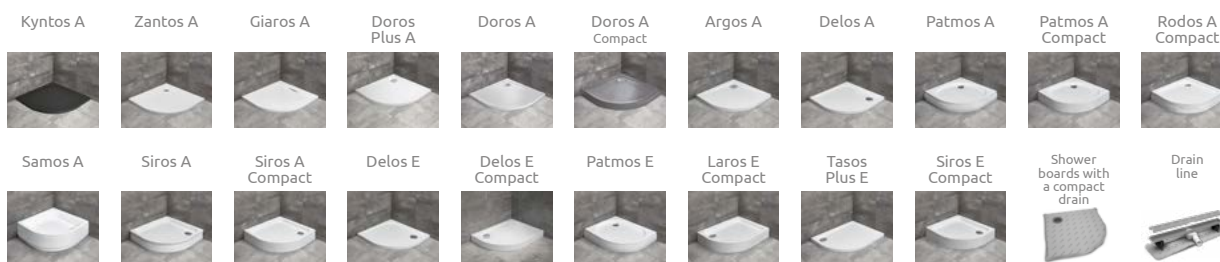 Kyntos A
Zantos A
Giaros A
Doros
Plus A
Doros A
Doros A
Compact
Argos A
Delos A
Patmos A
Patmos A
Compact
Rodos A
Compact
Samos A
Siros A
Siros A
Compact
Delos E
Delos E
Compact
Patmos E
Laros E
Compact
Tasos
Plus E
Siros E
Compact
Shower
boards with
a compact
drain
Drain
line